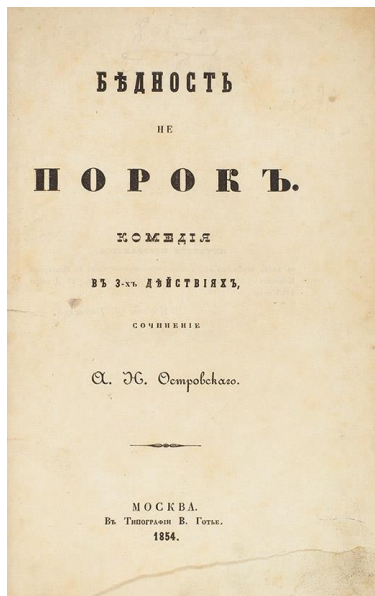 БѢДНОСТЬ
НЕ
ПОРОКЪ.
КОМЕДІЯ
ВЪ 3-хъ ДѢЙСТВІЯХЪ,
СОЧИНЕНІЕ
А. Н. Островскаго.
МОСКВА.
Въ Типографіи В. Готье.
1854.